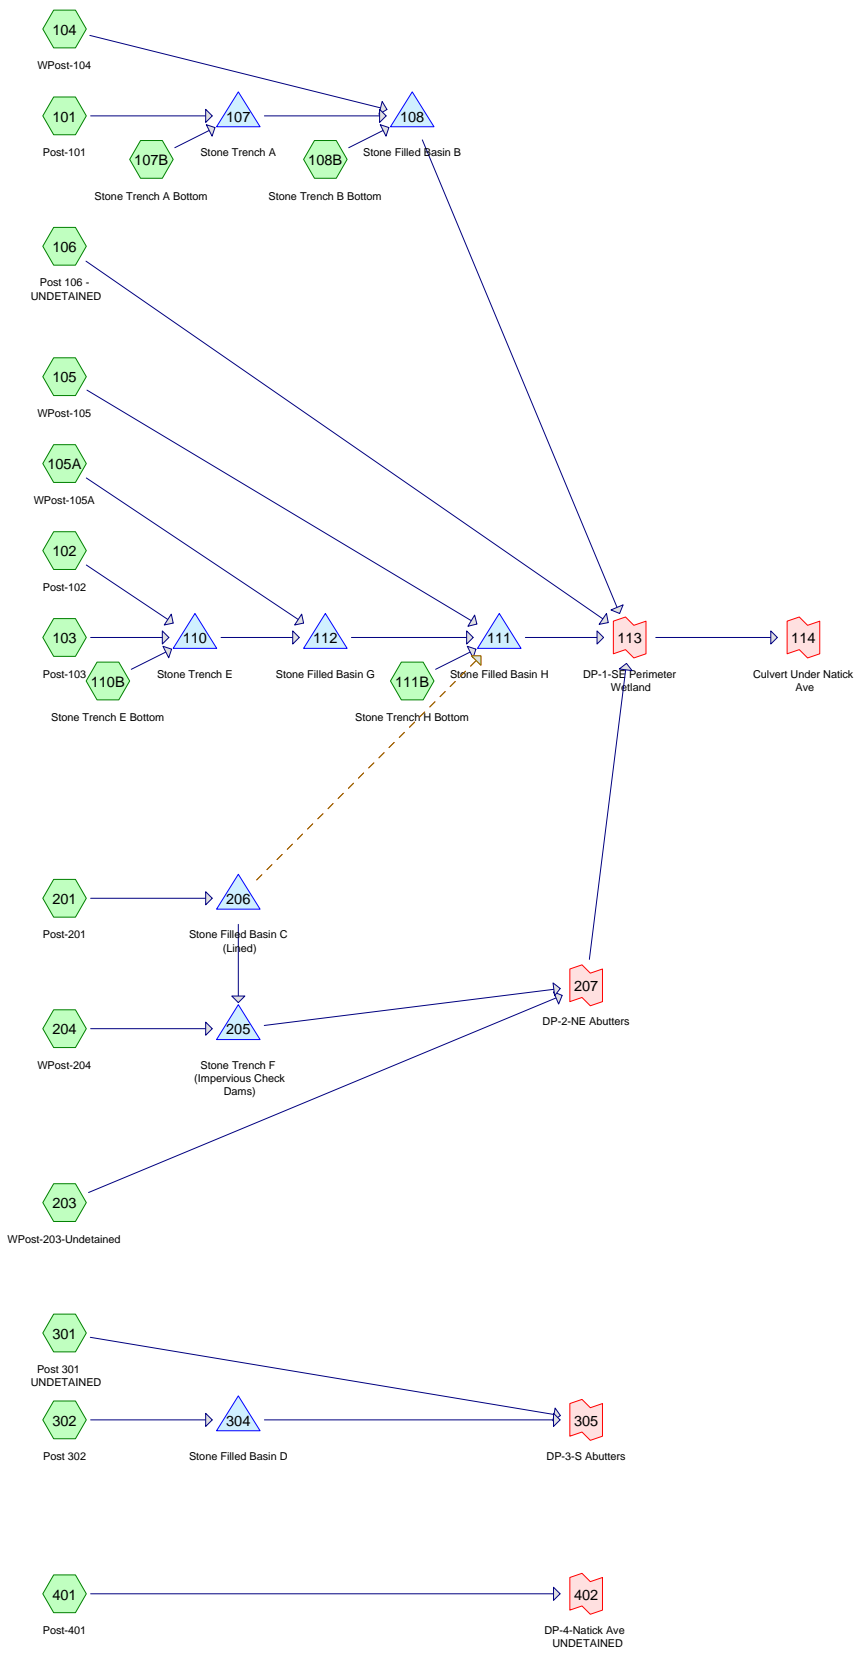 104
WPost-104
101
107
108
Post-101
Stone Trench A
Stone Filled Basin B
107B
108B
Stone Trench A Bottom
Stone Trench B Bottom
106
Post 106 -
UNDETAINED
105
WPost-105
105A
WPost-105A
102
Post-102
103
110
112
111
113
114
Post-103
Stone Trench E
Stone Filled Basin G
Stone Filled Basin H
DP-1-SE Perimeter
Wetland
Culvert Under Natick
Ave
110B
111B
Stone Trench E Bottom
Stone Trench H Bottom
201
206
Post-201
Stone Filled Basin C
(Lined)
207
DP-2-NE Abutters
204
205
WPost-204
Stone Trench F
(Impervious Check
Dams)
203
WPost-203-Undetained
301
Post 301
UNDETAINED
302
304
305
Post 302
Stone Filled Basin D
DP-3-S Abutters
401
402
Post-401
DP-4-Natick Ave
UNDETAINED